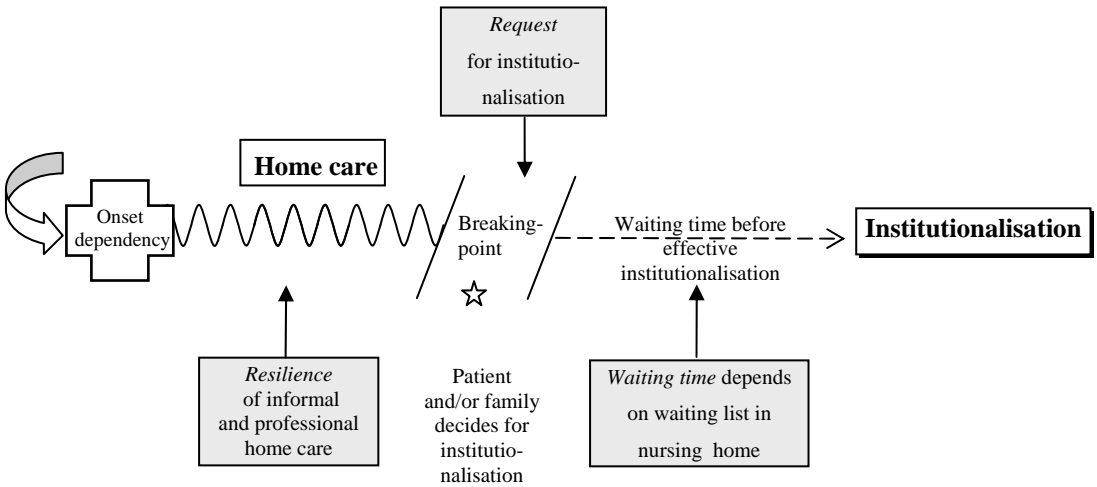 Request
for institutio-
nalisation
Home care
Onset
dependency
Breaking-
point
Waiting time before
effective
institutionalisation
Institutionalisation
Resilience
of informal
and professional
home care
Patient
and/or family
decides for
institutio-
nalisation
Waiting time depends
on waiting list in
nursing home